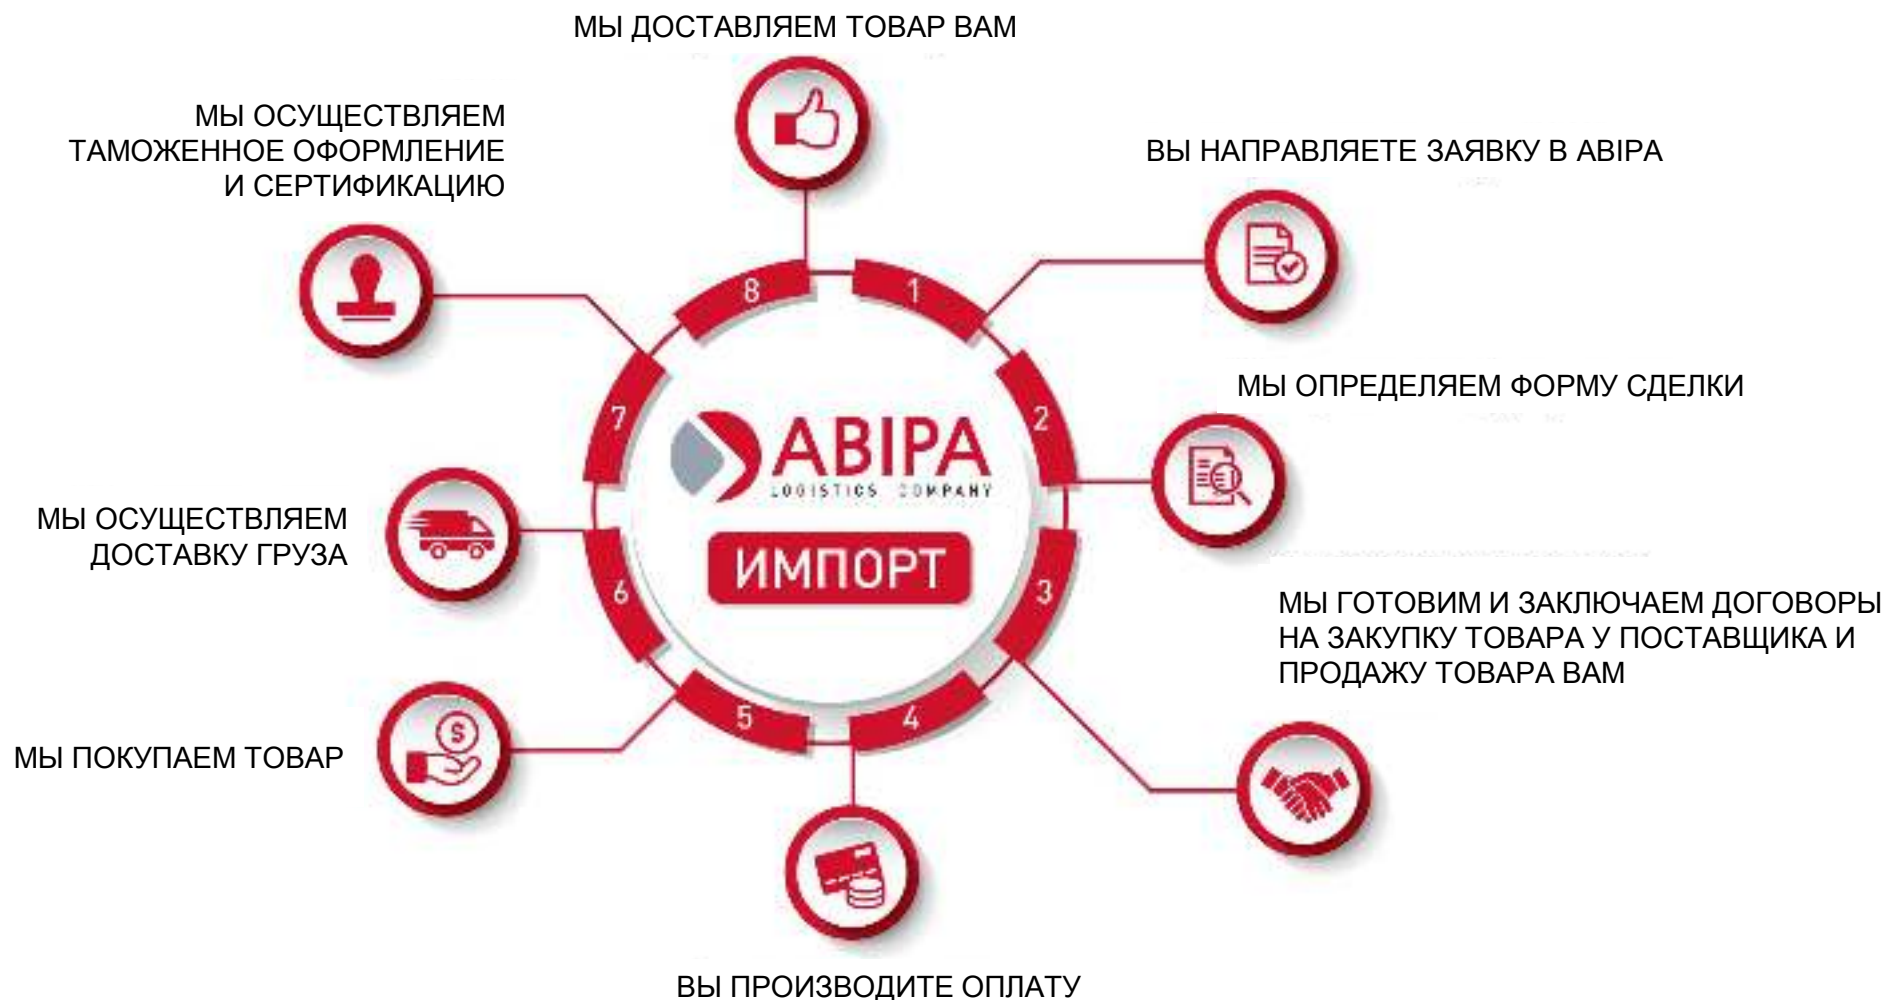 МЫ ДОСТАВЛЯЕМ ТОВАР ВАМ
МЫ ОСУЩЕСТВЛЯЕМ
ТАМОЖЕННОЕ ОФОРМЛЕНИЕ
И СЕРТИФИКАЦИЮ
ВЫ НАПРАВЛЯЕТЕ ЗАЯВКУ В ABIPA
8
1
МЫ ОПРЕДЕЛЯЕМ ФОРМУ СДЕЛКИ
7
2
ABIPA
LOGISTICS COMPANY
ИМПОРТ
МЫ ОСУЩЕСТВЛЯЕМ
ДОСТАВКУ ГРУЗА
6
3
МЫ ГОТОВИМ И ЗАКЛЮЧАЕМ ДОГОВОРЫ
НА ЗАКУПКУ ТОВАРА У ПОСТАВЩИКА И
ПРОДАЖУ ТОВАРА ВАМ
5
4
$
МЫ ПОКУПАЕМ ТОВАР
ВЫ ПРОИЗВОДИТЕ ОПЛАТУ